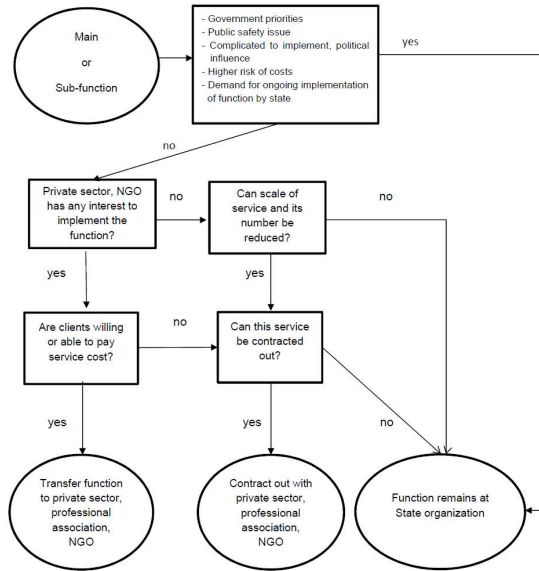 Main
or
Sub-function
- Government priorities
- Public safety issue
- Complicated to implement, political
influence
- Higher risk of costs
- Demand for ongoing implementation
of function by state
yes
no
Private sector, NGO
has any interest to
implement the
function?
no
Can scale of
service and its
number be
reduced?
no
yes
yes
Are clients willing
or able to pay
service cost?
no
Can this service
be contracted
out?
yes
yes
no
Transfer function
to private sector,
professional
association,
NGO
Contract out with
private sector,
professional
association,
NGO
Function remains at
State organization